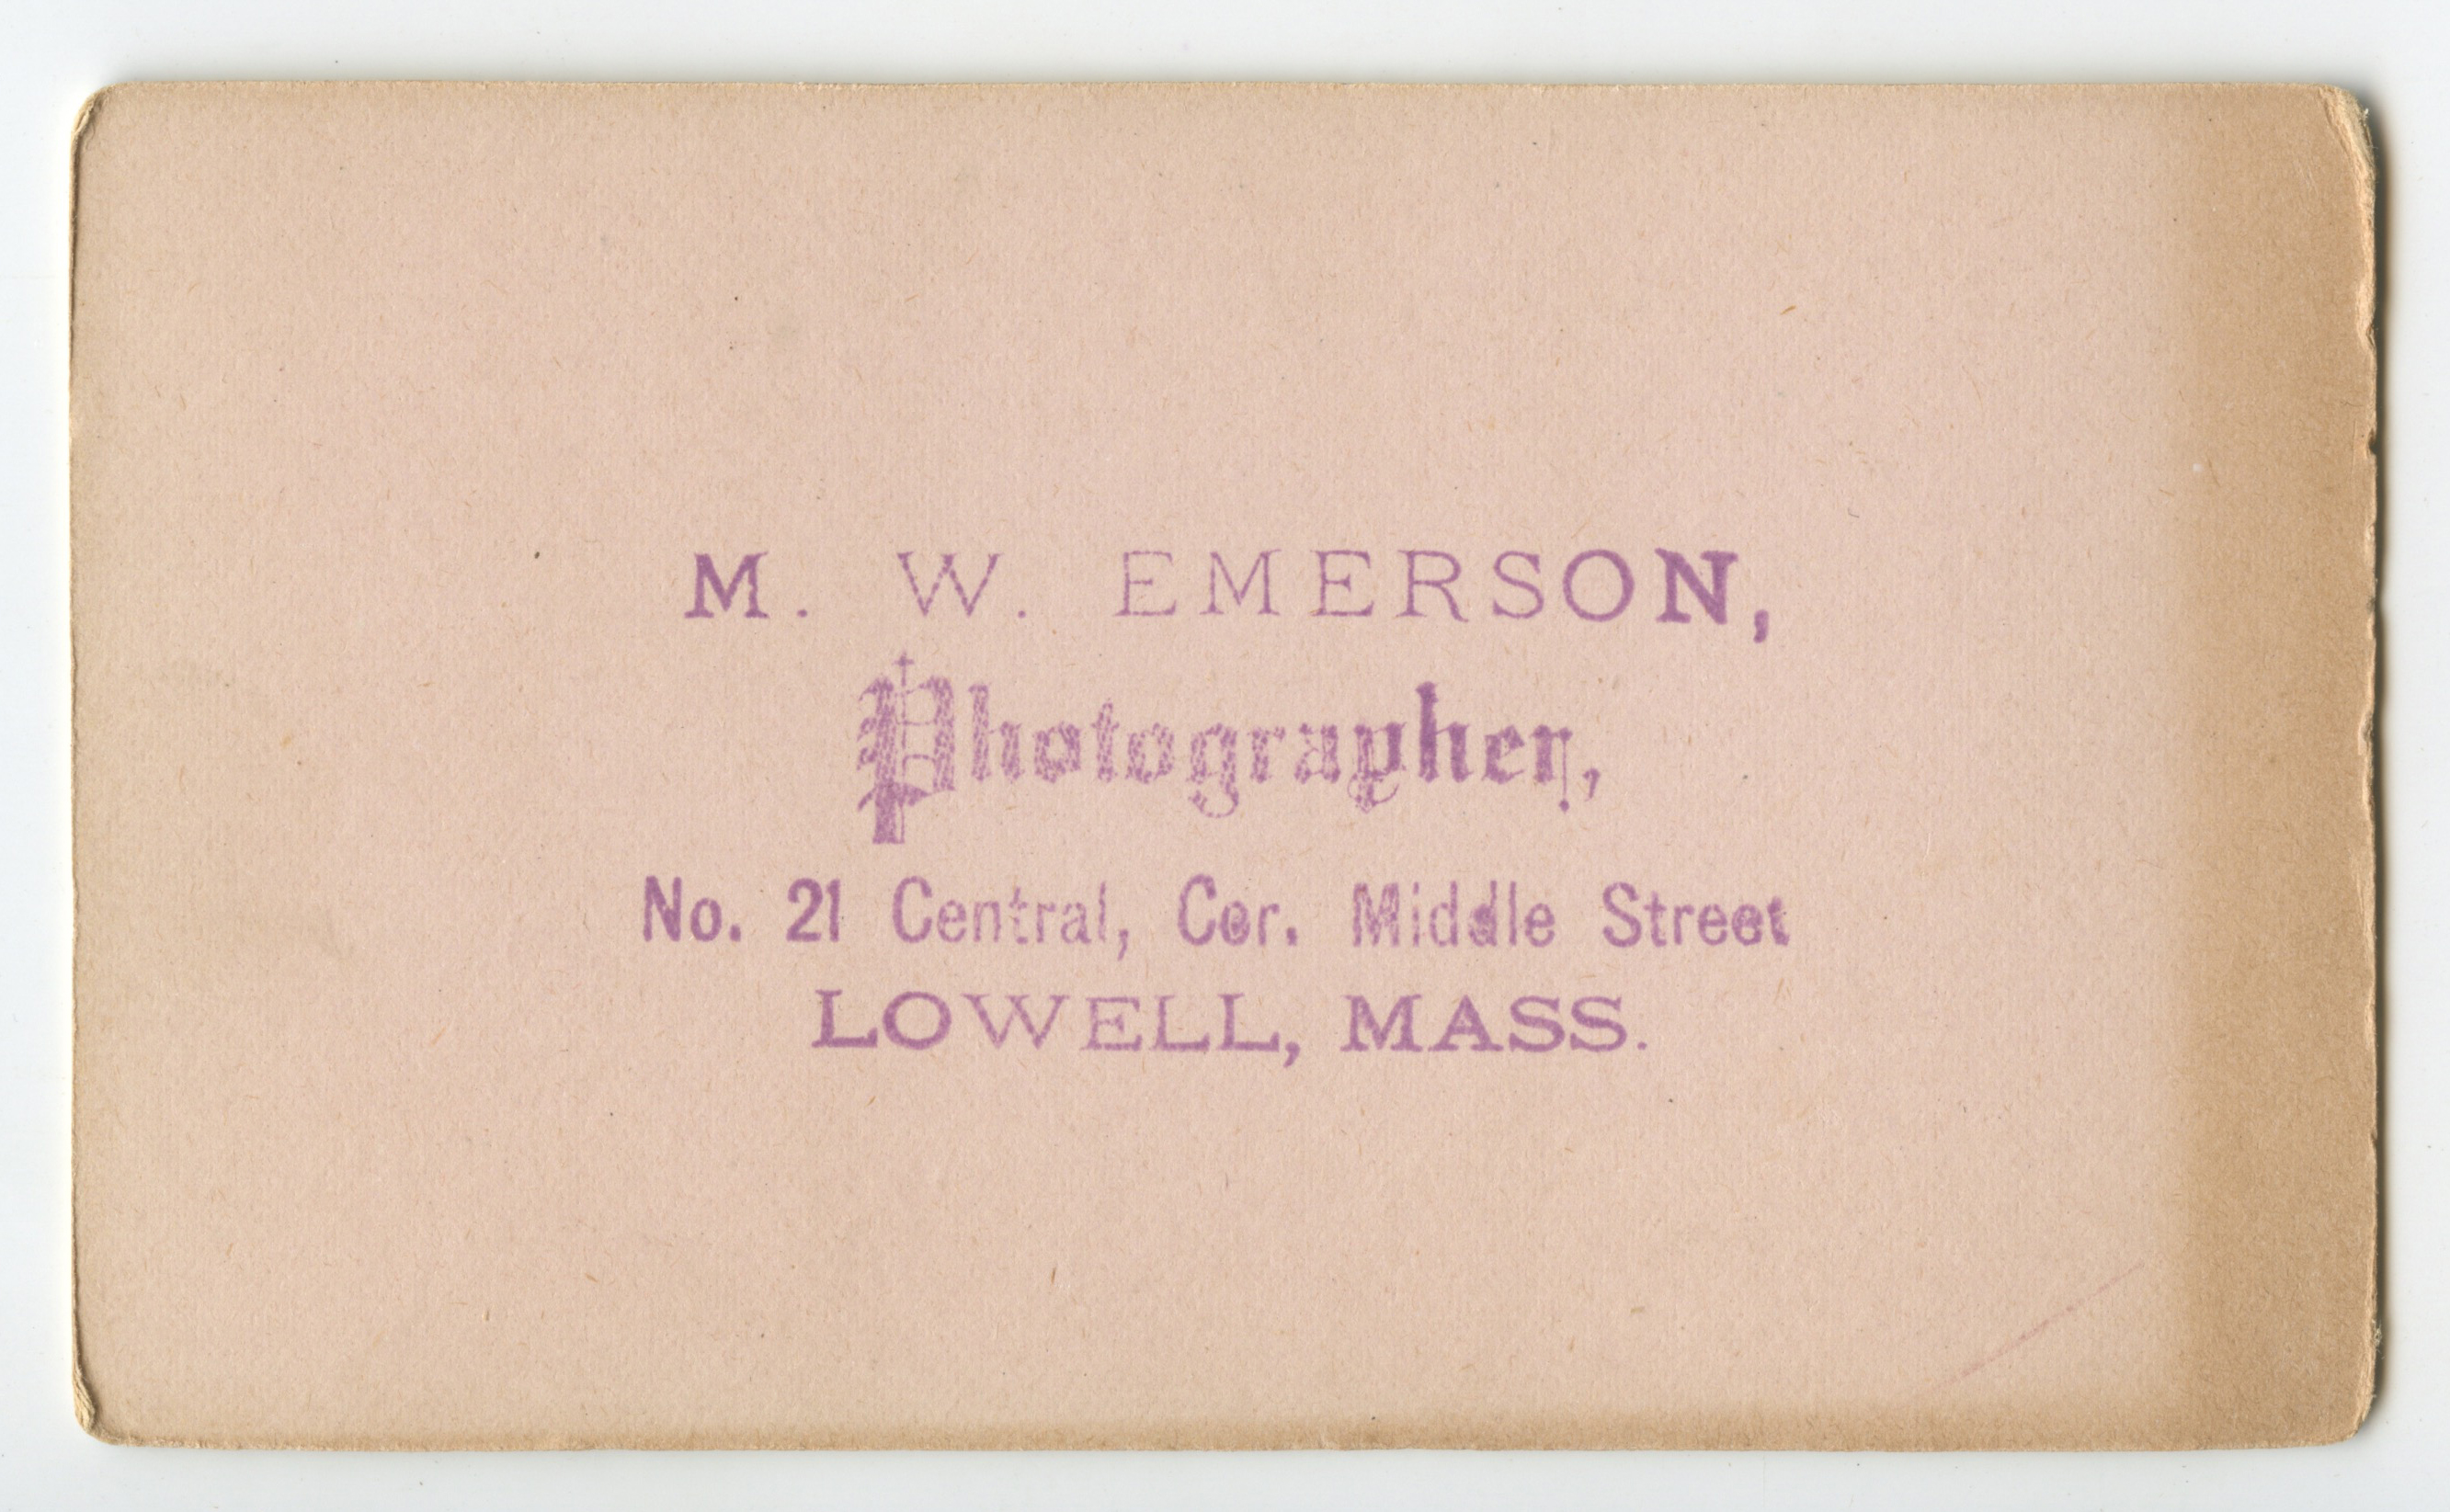 M. W. EMERSON,
Photographer,
No. 21 Central, Cor. Middle Street
LOWELL, MASS.